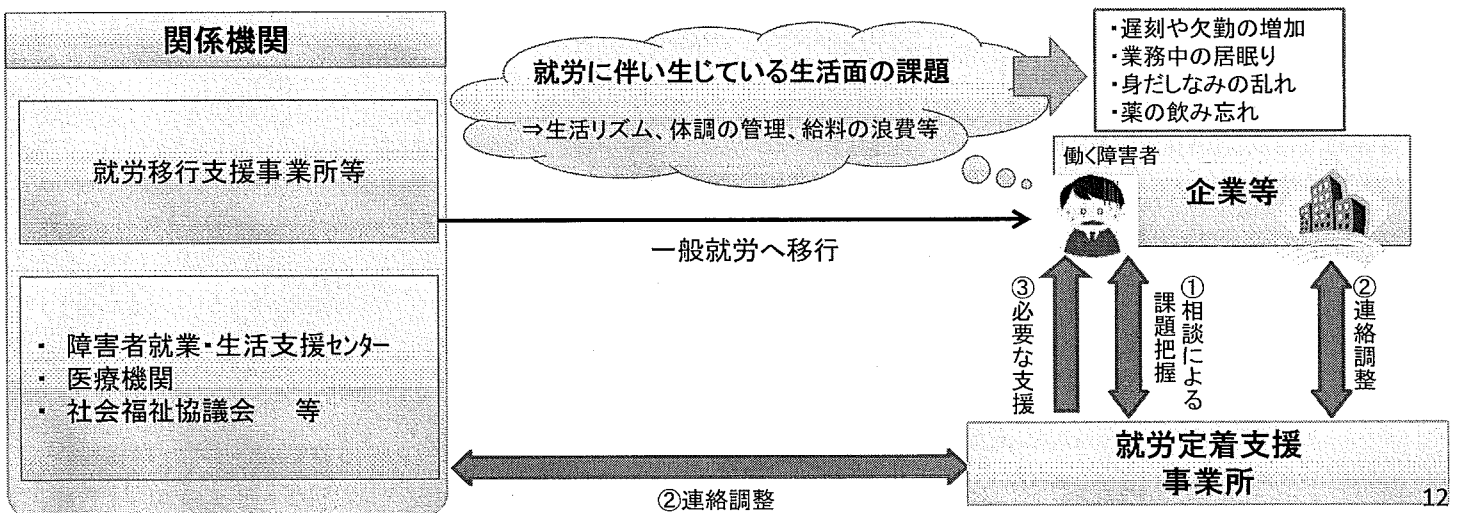 関係機関
就労移行支援事業所等
・ 障害者就業・生活支援センター
・ 医療機関
・ 社会福祉協議会　等
就労に伴い生じている生活面の課題
⇒生活リズム、体調の管理、給料の浪費等
・遅刻や欠勤の増加
・業務中の居眠り
・身だしなみの乱れ
・薬の飲み忘れ
働く障害者
企業等
一般就労へ移行
③必要な支援
①相談による
課題把握
②連絡調整
②連絡調整
就労定着支援
事業所
12